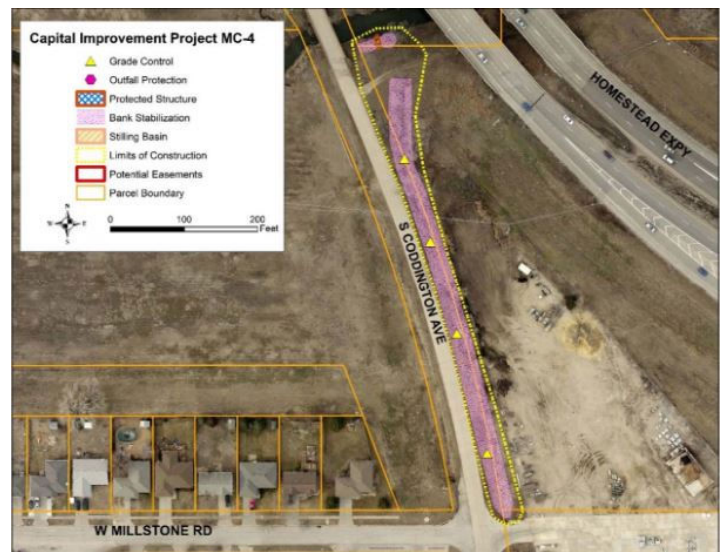 Capital Improvement Project MC-4
Grade Control
Outfall Protection
Protected Structure
Bank Stabilization
Stilling Basin
Limits of Construction
Potential Easements
Parcel Boundary
N
W E
S
0 100 200
Feet
HOMESTEAD EXPY
S CODDINGTON AVE
W MILLSTONE RD